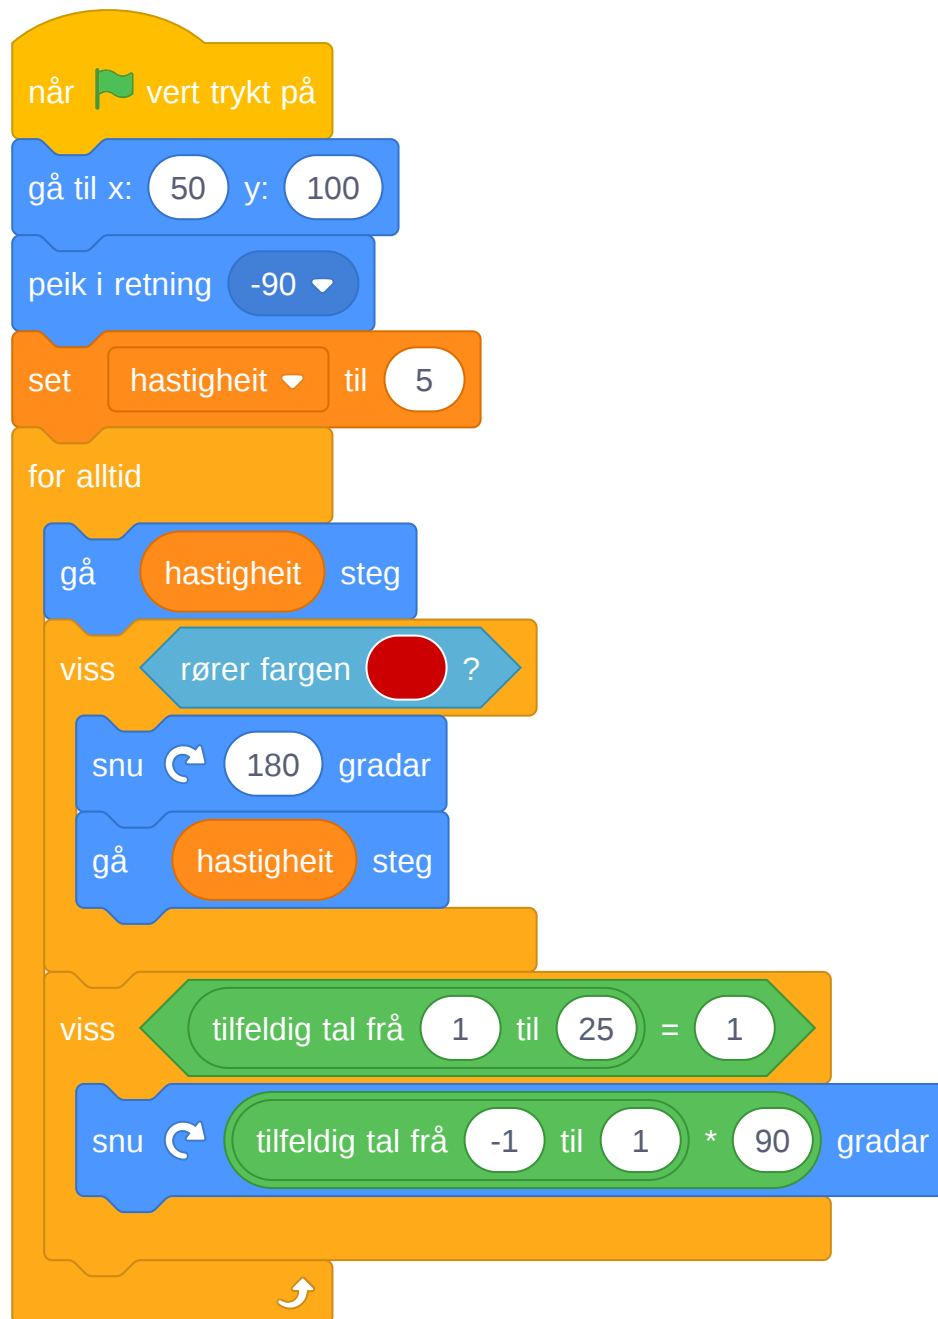 når vert trykt på
gå til x: 50 y: 100
peik i retning -90
set hastigheit til 5
for alltid
gå hastigheit steg
viss rører fargen ?
snu 180 gradar
gå hastigheit steg
viss tilfeldig tal frå 1 til 25 = 1
snu tilfeldig tal frå -1 til 1 * 90 gradar